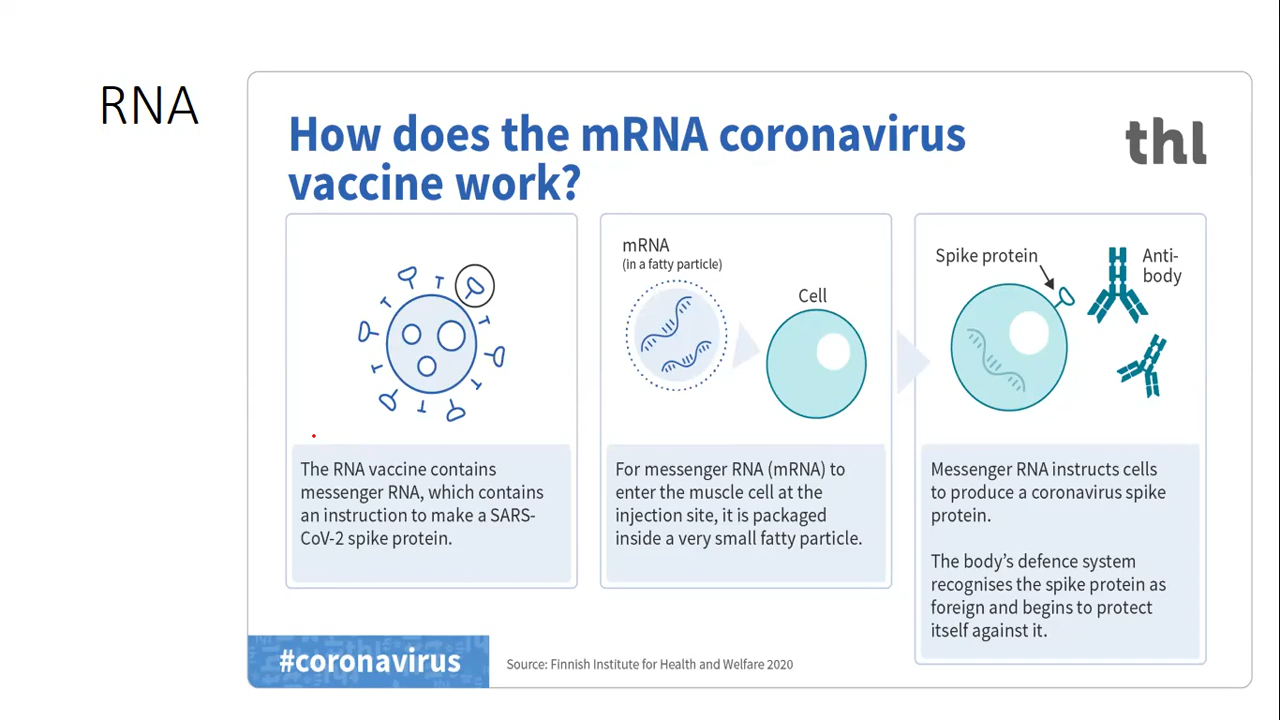 RNA
How does the mRNA coronavirus
vaccine work?
thl
The RNA vaccine contains
messenger RNA, which contains
an instruction to make a SARS-
CoV-2 spike protein.
mRNA
(in a fatty particle)
Cell
For messenger RNA (mRNA) to
enter the muscle cell at the
injection site, it is packaged
inside a very small fatty particle.
Spike protein
Anti-
body
Messenger RNA instructs cells
to produce a coronavirus spike
protein.
The body’s defence system
recognises the spike protein as
foreign and begins to protect
itself against it.
#coronavirus
Source: Finnish Institute for Health and Welfare 2020